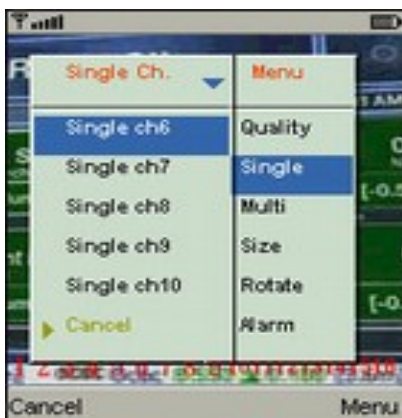 Single Ch.
Menu
Single ch6
Quality
Single ch7
Single
Single ch8
Multi
Single ch9
Size
Single ch10
Rotate
Cancel
Alarm
[-0.
Cancel
Menu